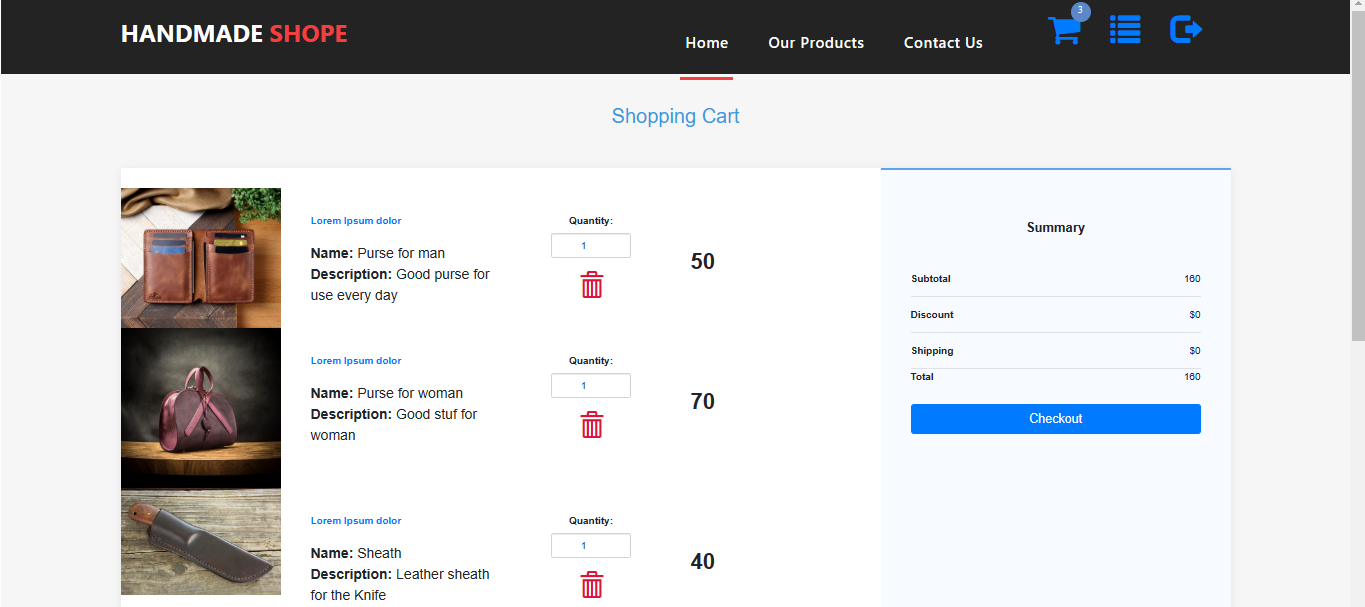 HANDMADE SHOPE
Home
Our Products
Contact Us
3
Shopping Cart
Lorem Ipsum dolor
Name: Purse for man
Description: Good purse for
use every day
Quantity:
1
50
Lorem Ipsum dolor
Name: Purse for woman
Description: Good stuf for
woman
Quantity:
1
70
Lorem Ipsum dolor
Name: Sheath
Description: Leather sheath
for the Knife
Quantity:
1
40
Summary
Subtotal 160
Discount $0
Shipping $0
Total 160
Checkout